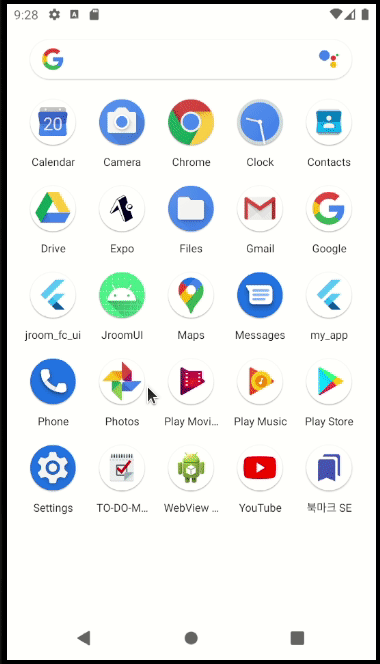 9:28
Calendar Camera Chrome Clock Contacts
Drive Expo Files Gmail Google
jroom_fc_ui JroomUI Maps Messages my_app
Phone Photos Play Movi... Play Music Play Store
Settings TO-DO-M... WebView ... YouTube 북마크 SE